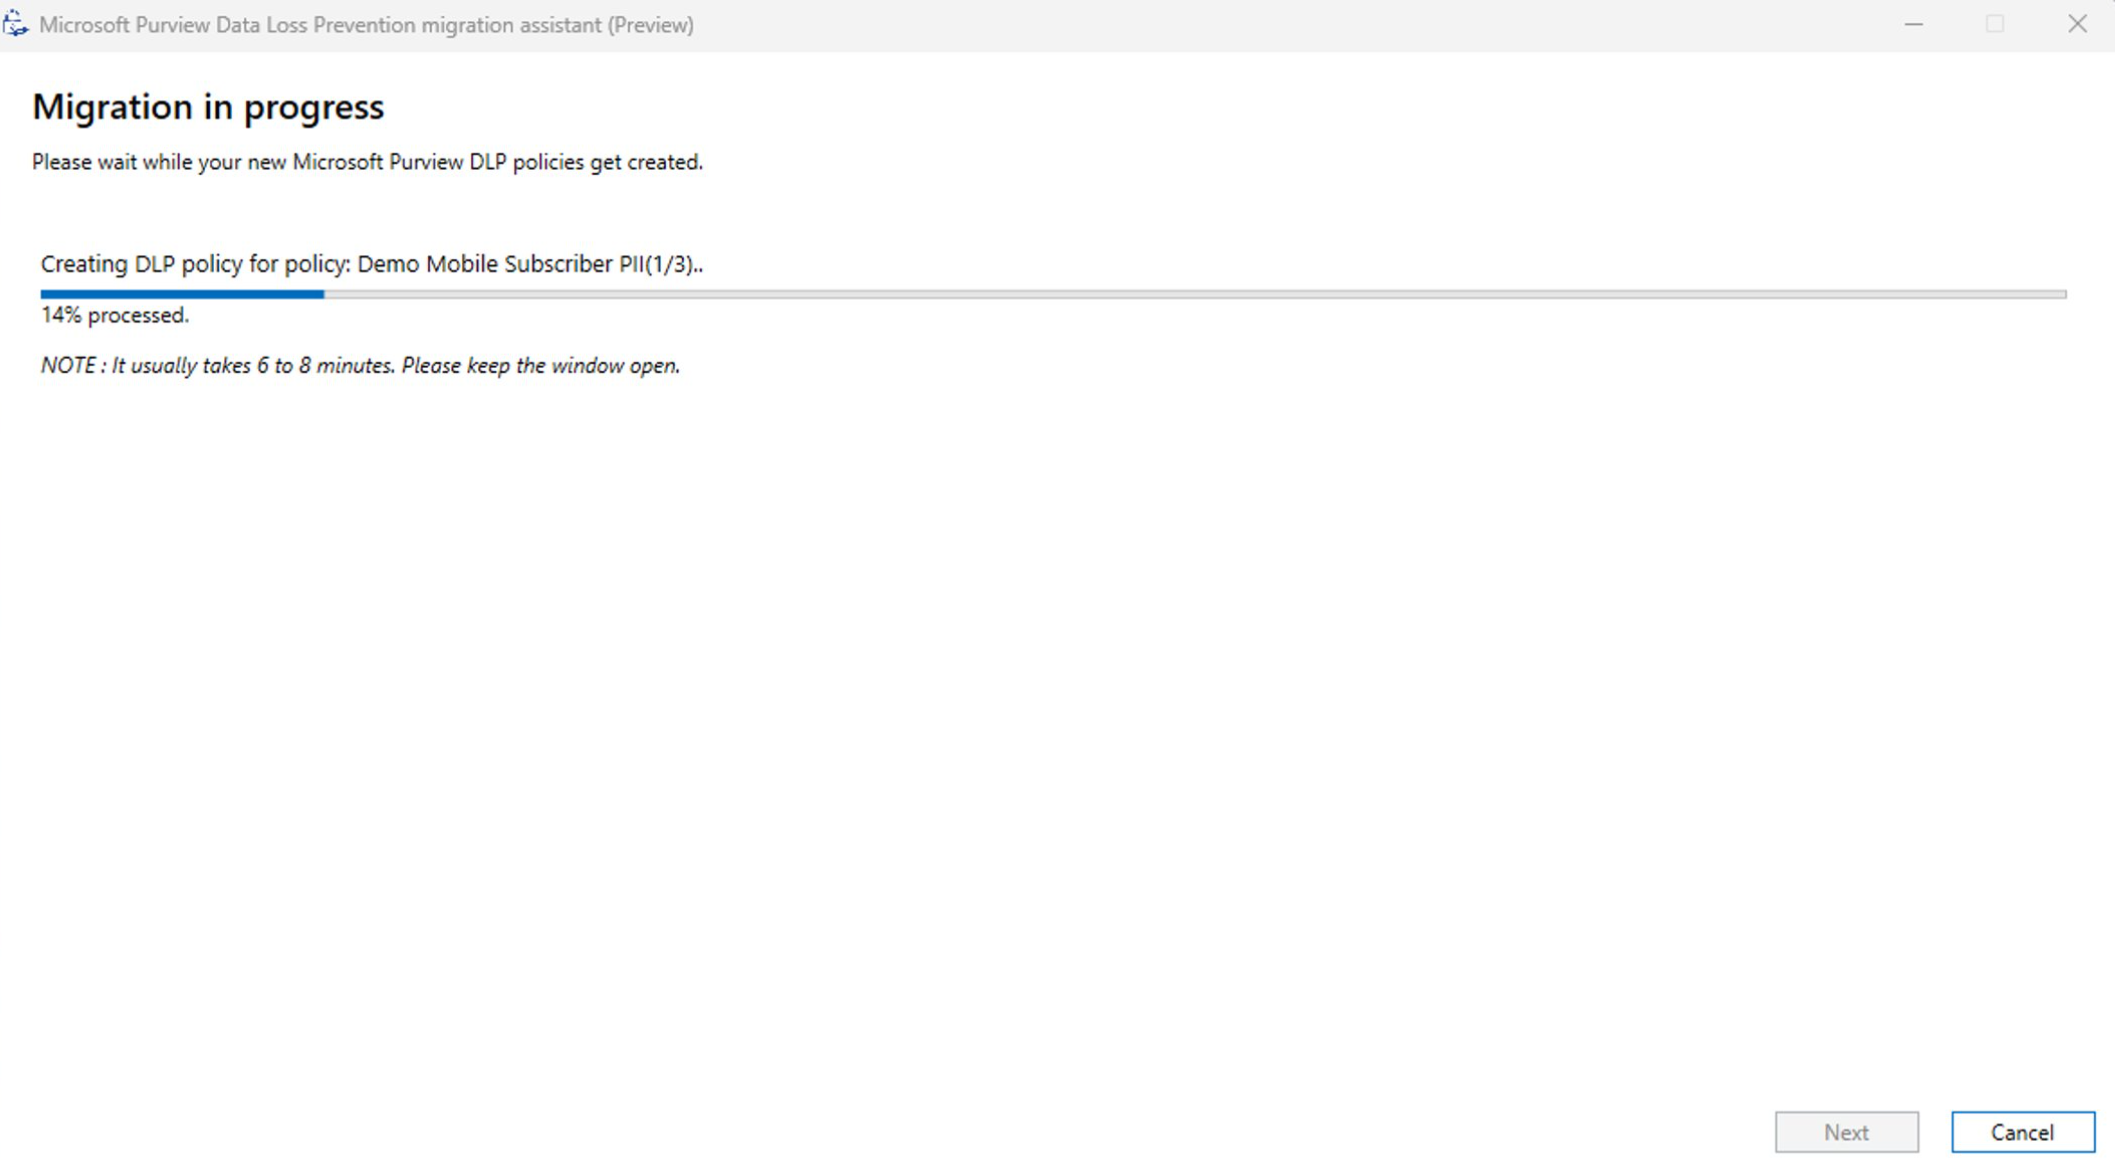 Microsoft Purview Data Loss Prevention migration assistant (Preview)
Migration in progress
Please wait while your new Microsoft Purview DLP policies get created.
Creating DLP policy for policy: Demo Mobile Subscriber PII(1/3)..
14% processed.
NOTE : It usually takes 6 to 8 minutes. Please keep the window open.
Next
Cancel